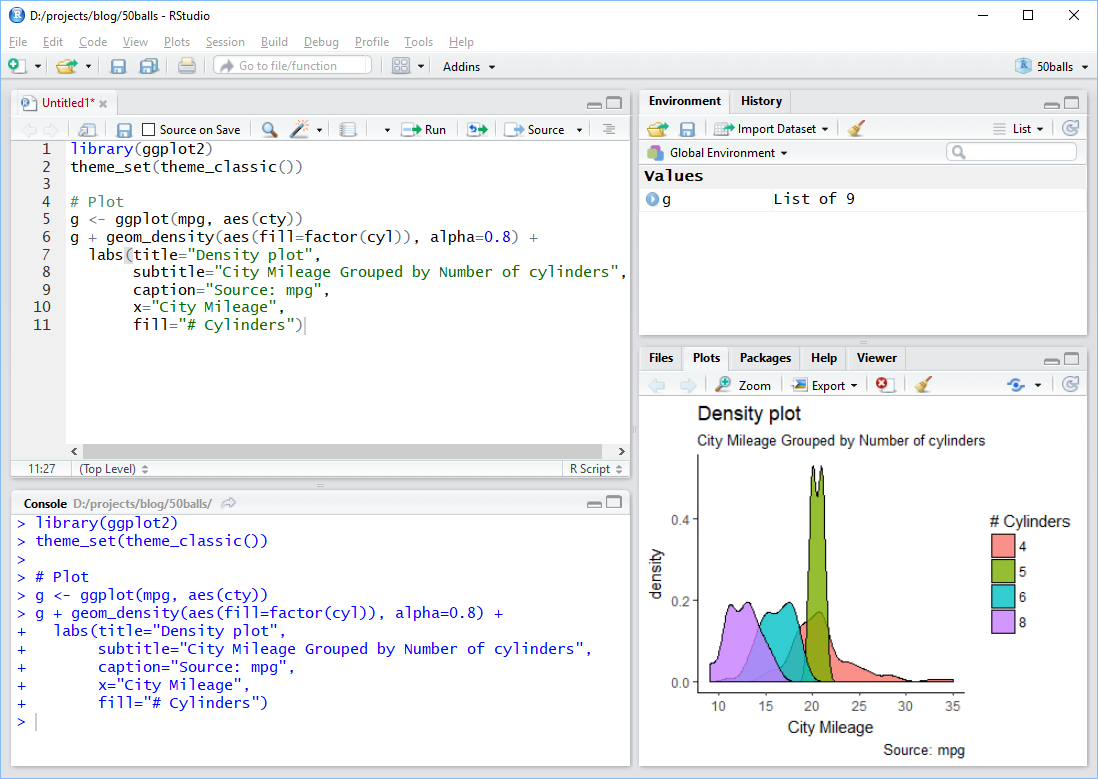 D:/projects/blog/50balls - RStudio
File Edit Code View Plots Session Build Debug Profile Tools Help
Go to file/function Addins 50balls
Untitled1*
Source on Save Run Source
1 library(ggplot2)
2 theme_set(theme_classic())
3
4 # Plot
5 g <- ggplot(mpg, aes(cty))
6 g + geom_density(aes(fill=factor(cyl)), alpha=0.8) +
7   labs(title="Density plot",
8        subtitle="City Mileage Grouped by Number of cylinders",
9        caption="Source: mpg",
10        x="City Mileage",
11        fill="# Cylinders")
11:27 (Top Level) R Script
Console D:/projects/blog/50balls/
> library(ggplot2)
> theme_set(theme_classic())
>
> # Plot
> g <- ggplot(mpg, aes(cty))
> g + geom_density(aes(fill=factor(cyl)), alpha=0.8) +
+   labs(title="Density plot",
+        subtitle="City Mileage Grouped by Number of cylinders",
+        caption="Source: mpg",
+        x="City Mileage",
+        fill="# Cylinders")
>
Environment History
Import Dataset List
Global Environment
Values
g List of 9
Files Plots Packages Help Viewer
Zoom Export
Density plot
City Mileage Grouped by Number of cylinders
density
0.4
0.2
0.0
10 15 20 25 30 35
City Mileage
Source: mpg
# Cylinders
4
5
6
8